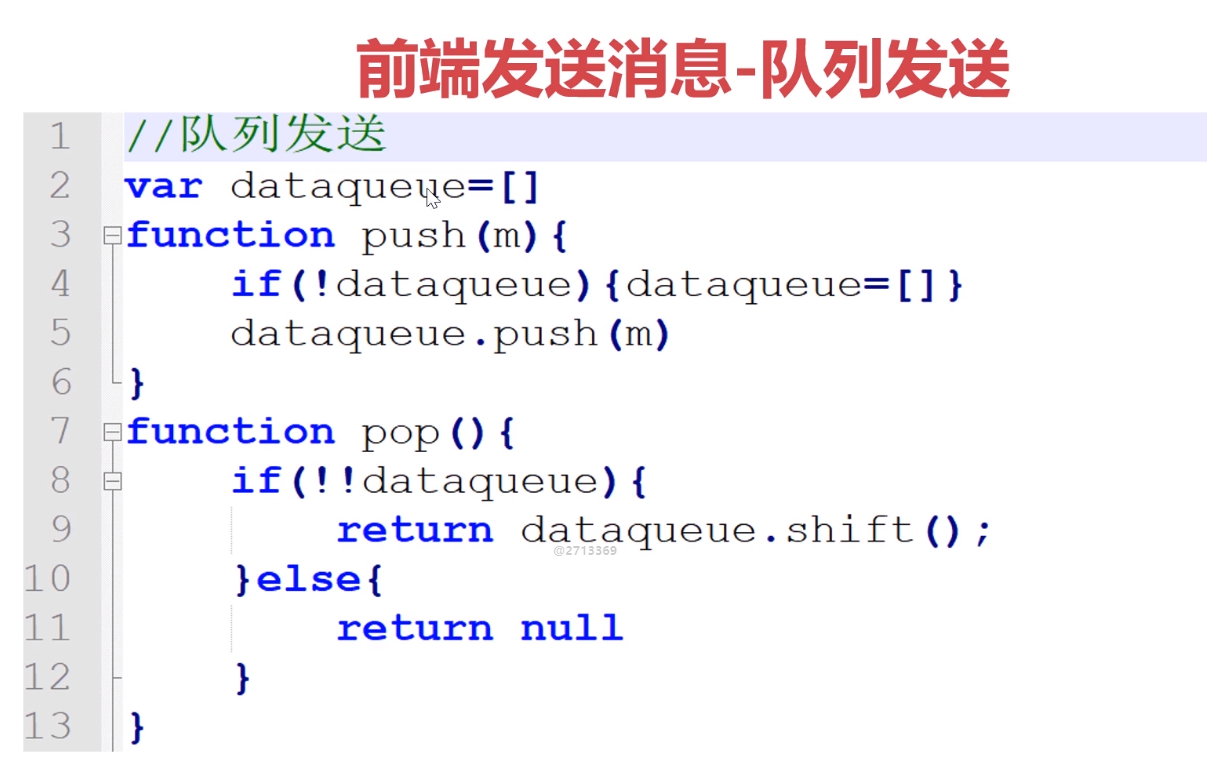 前端发送消息-队列发送
1 //队列发送
2 var dataqueue=[]
3 function push(m){
4 if(!dataqueue){dataqueue=[]}
5 dataqueue.push(m)
6 }
7 function pop(){
8 if(!!dataqueue){
9 return dataqueue.shift();
@2713369
10 }else{
11 return null
12 }
13 }